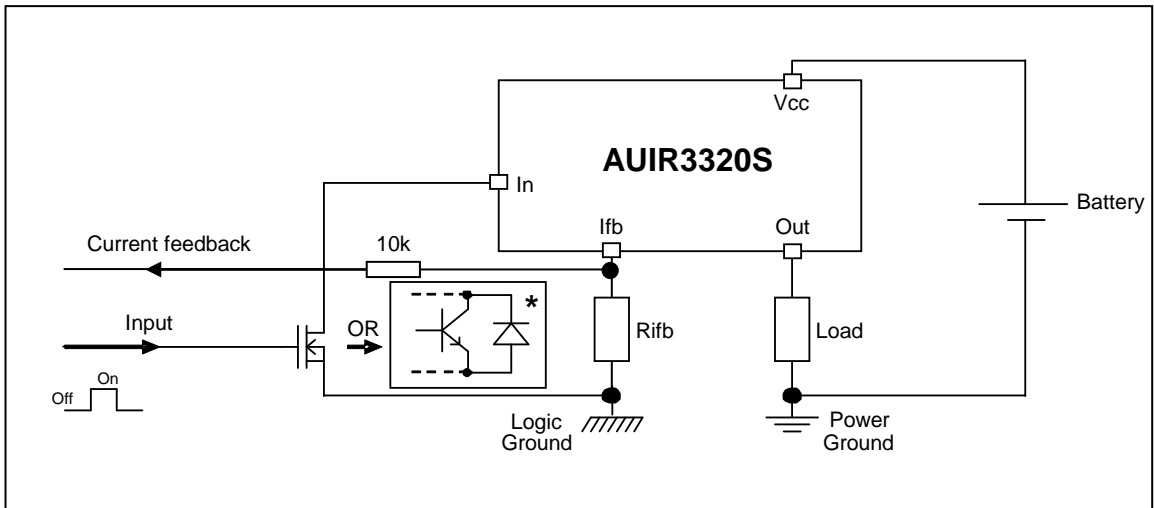 Vcc
AUIR3320S
In
Battery
Ifb
Out
Current feedback
10k
Input
OR
*
Rifb
Load
On
Off
Logic
Ground
Power
Ground